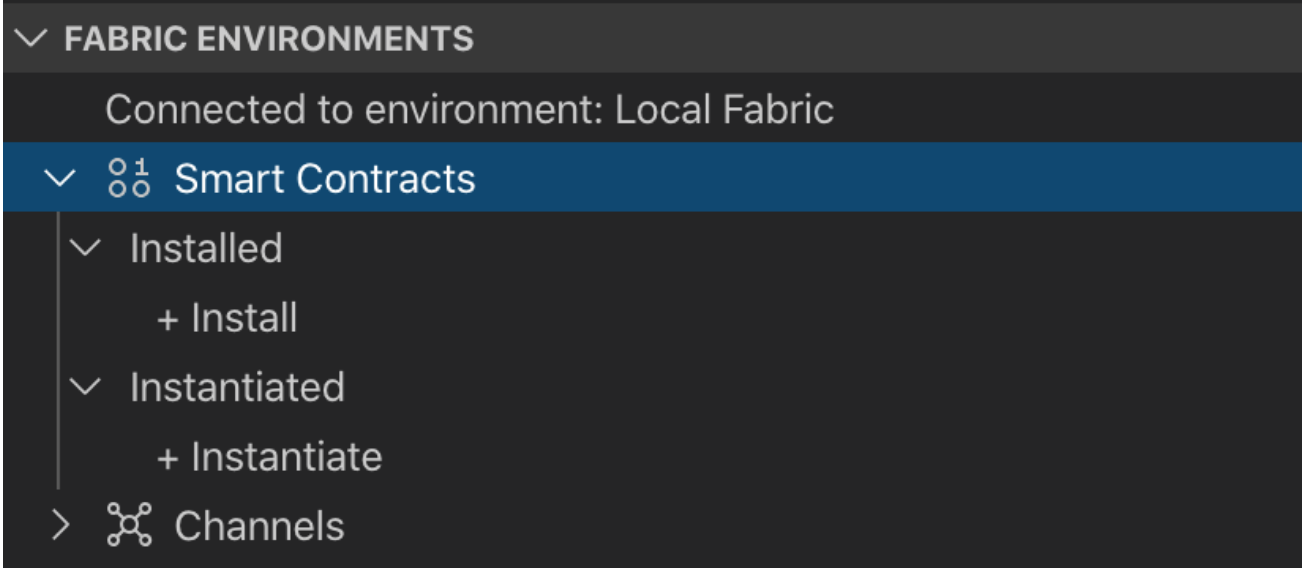 FABRIC ENVIRONMENTS
Connected to environment: Local Fabric
Smart Contracts
Installed
+ Install
Instantiated
+ Instantiate
Channels